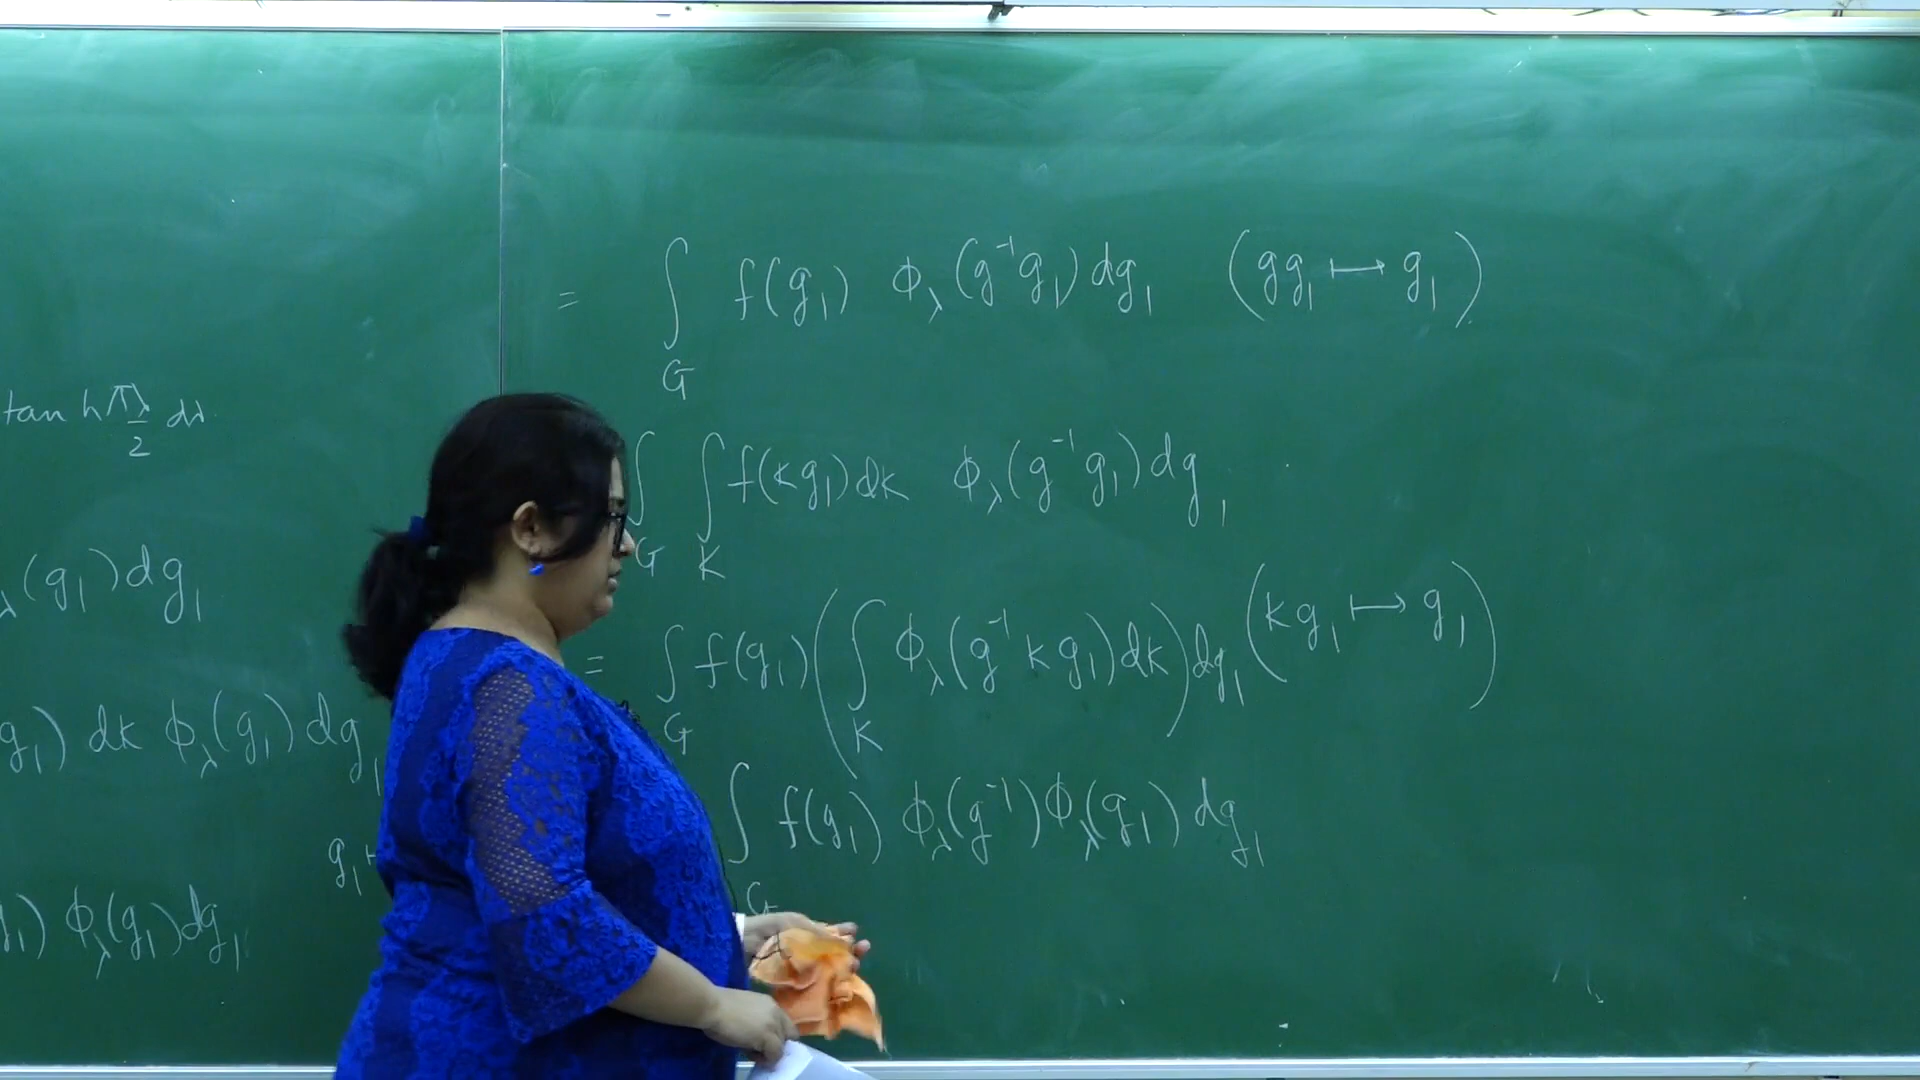 tan h πλ/2 dλ
λ(g₁) dg₁
g₁) dk ϕ_λ(g₁) dg₁
g₁
g₁) ϕ_λ(g₁) dg₁
= ∫_G f(g₁) ϕ_λ(g⁻¹g₁) dg₁ (gg₁ ⟼ g₁)
∫_G ∫_K f(kg₁) dk ϕ_λ(g⁻¹g₁) dg₁
= ∫_G f(g₁) (∫_K ϕ_λ(g⁻¹kg₁) dk) dg₁ (kg₁ ⟼ g₁)
∫_G f(g₁) ϕ_λ(g⁻¹) ϕ_λ(g₁) dg₁